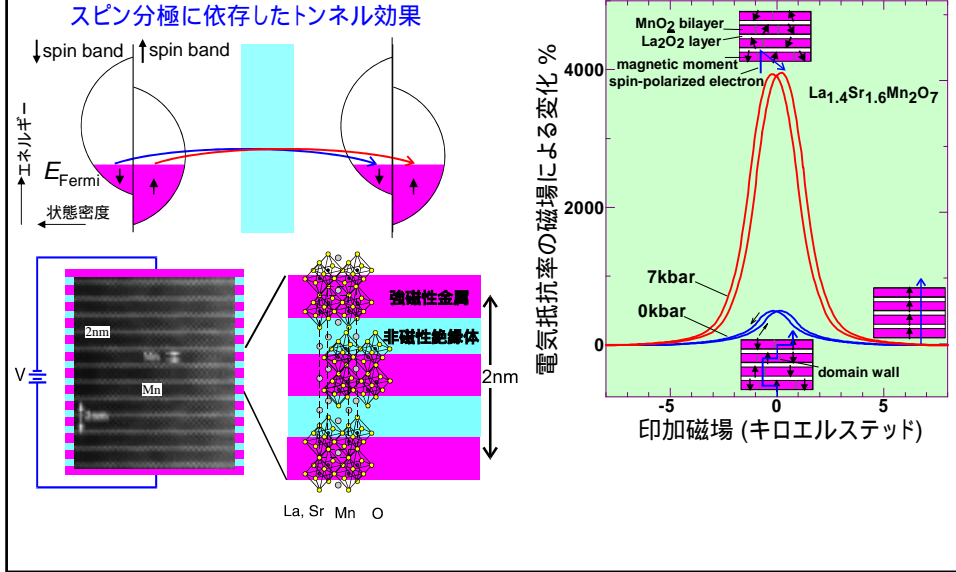 スピン分極に依存したトンネル効果
↓spin band ↑spin band
エネルギー
EFermi
状態密度
V
2nm
Mn
Mn
2nm
強磁性金属
非磁性絶縁体
2nm
La, Sr Mn O
電気抵抗率の磁場による変化 %
4000
2000
0
MnO2 bilayer
La2O2 layer
magnetic moment
spin-polarized electron
La1.4Sr1.6Mn2O7
7kbar
0kbar
domain wall
-5 0 5
印加磁場 (キロエルステッド)